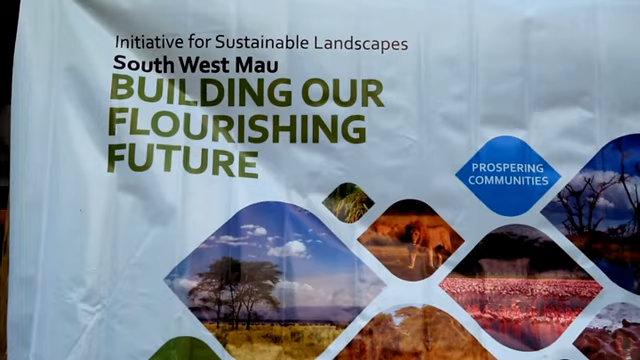 Initiative for Sustainable Landscapes
South West Mau
BUILDING OUR
FLOURISHING
FUTURE
PROSPERING
COMMUNITIES